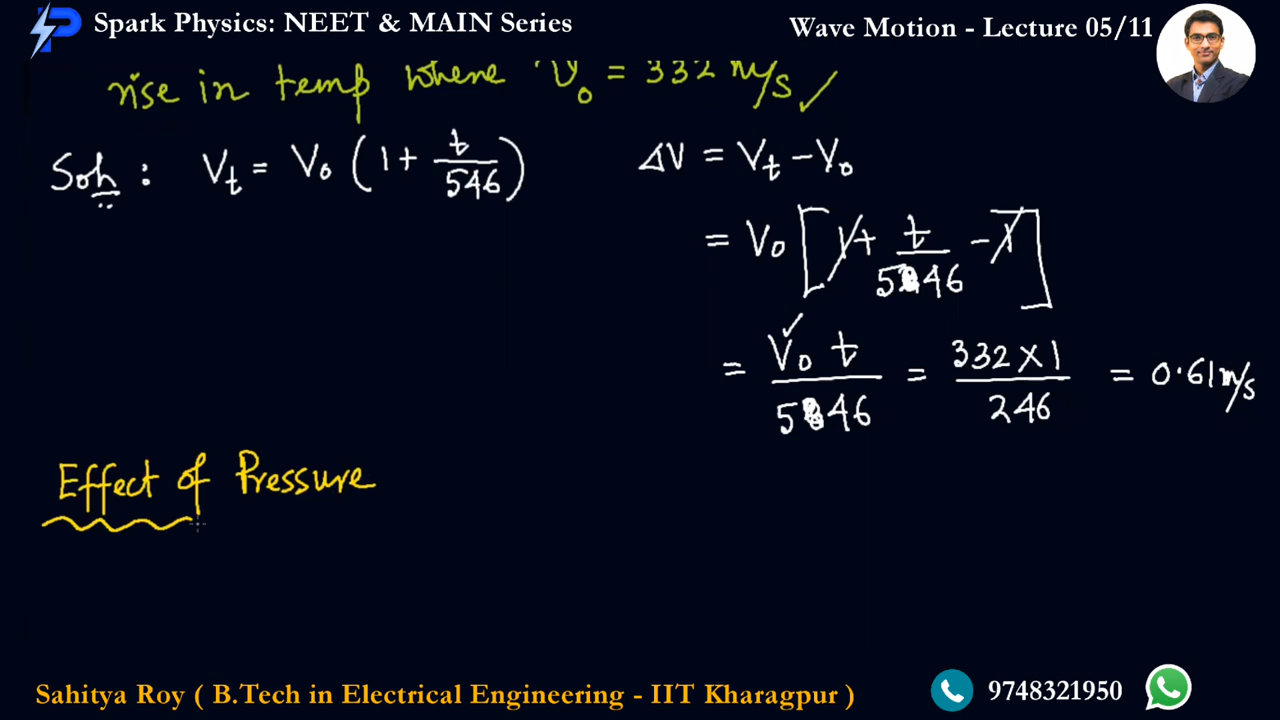 Spark Physics: NEET & MAIN Series
Wave Motion - Lecture 05/11
rise in temp where V₀ = 332 m/s ✓
Soln : Vt = V₀ (1 + t/546)
ΔV = Vt - V₀
= V₀ [1 + t/546 - 1]
= V₀ t/546 = 332 × 1/246 = 0.61 m/s
Effect of Pressure
Sahitya Roy ( B.Tech in Electrical Engineering - IIT Kharagpur )
9748321950